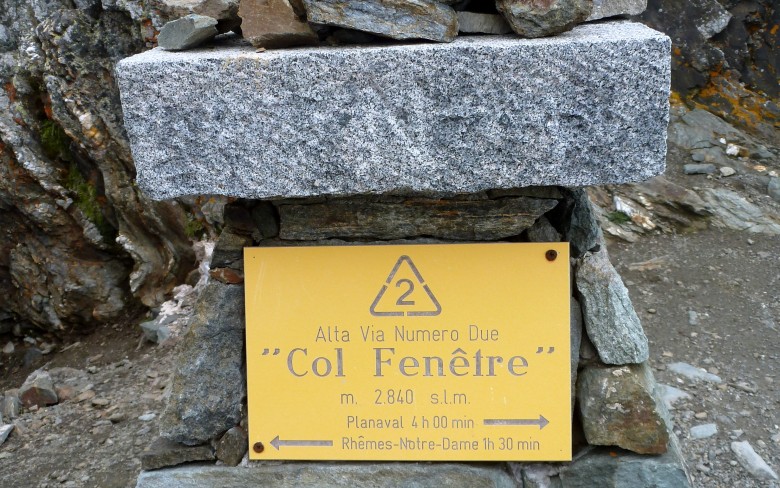 2
Alta Via Numero Due
"Col Fenêtre"
m. 2.840 s.l.m.
Planaval 4 h 00 min
Rhêmes-Notre-Dame 1h 30 min